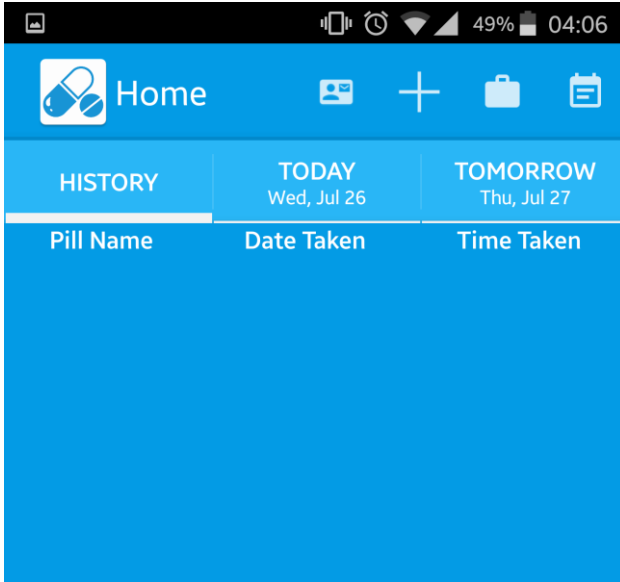 49% 04:06
Home
HISTORY
TODAY
Wed, Jul 26
TOMORROW
Thu, Jul 27
Pill Name Date Taken Time Taken